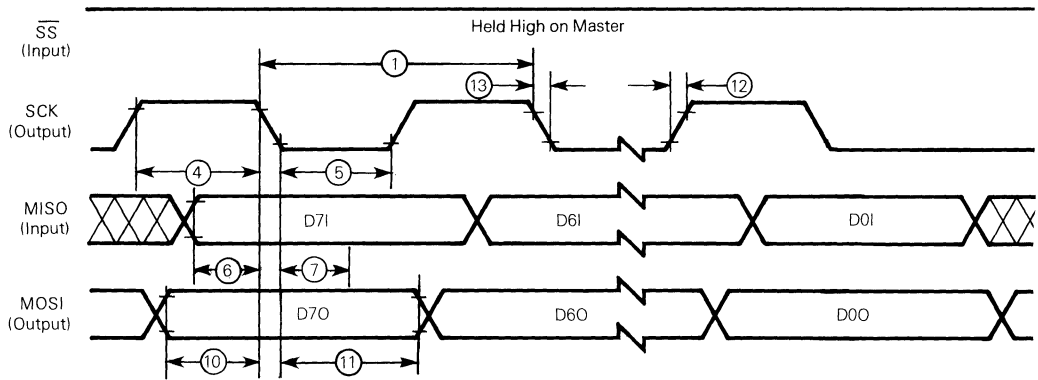 Held High on Master
SS
(Input)
1
13
12
SCK
(Output)
4
5
MISO
(Input)
D7I
D6I
D0I
6
7
MOSI
(Output)
D7O
D6O
D0O
10
11